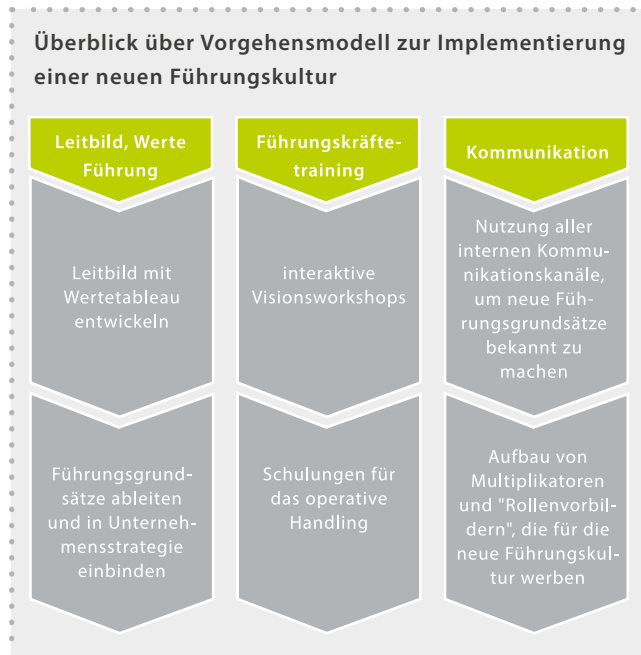 Überblick über Vorgehensmodell zur Implementierung
einer neuen Führungskultur
Leitbild, Werte
Führung
Leitbild mit
Wertetableau
entwickeln
Führungsgrund-
sätze ableiten
und in Unterneh-
mensstrategie
einbinden
Führungskräfte-
training
interaktive
Visionsworkshops
Schulungen für
das operative
Handling
Kommunikation
Nutzung aller
internen Kommu-
nikationskanäle,
um neue Füh-
rungsgrundsätze
bekannt zu
machen
Aufbau von
Multiplikatoren
und "Rollenvorbil-
dern", die für die
neue Führungskul-
tur werben